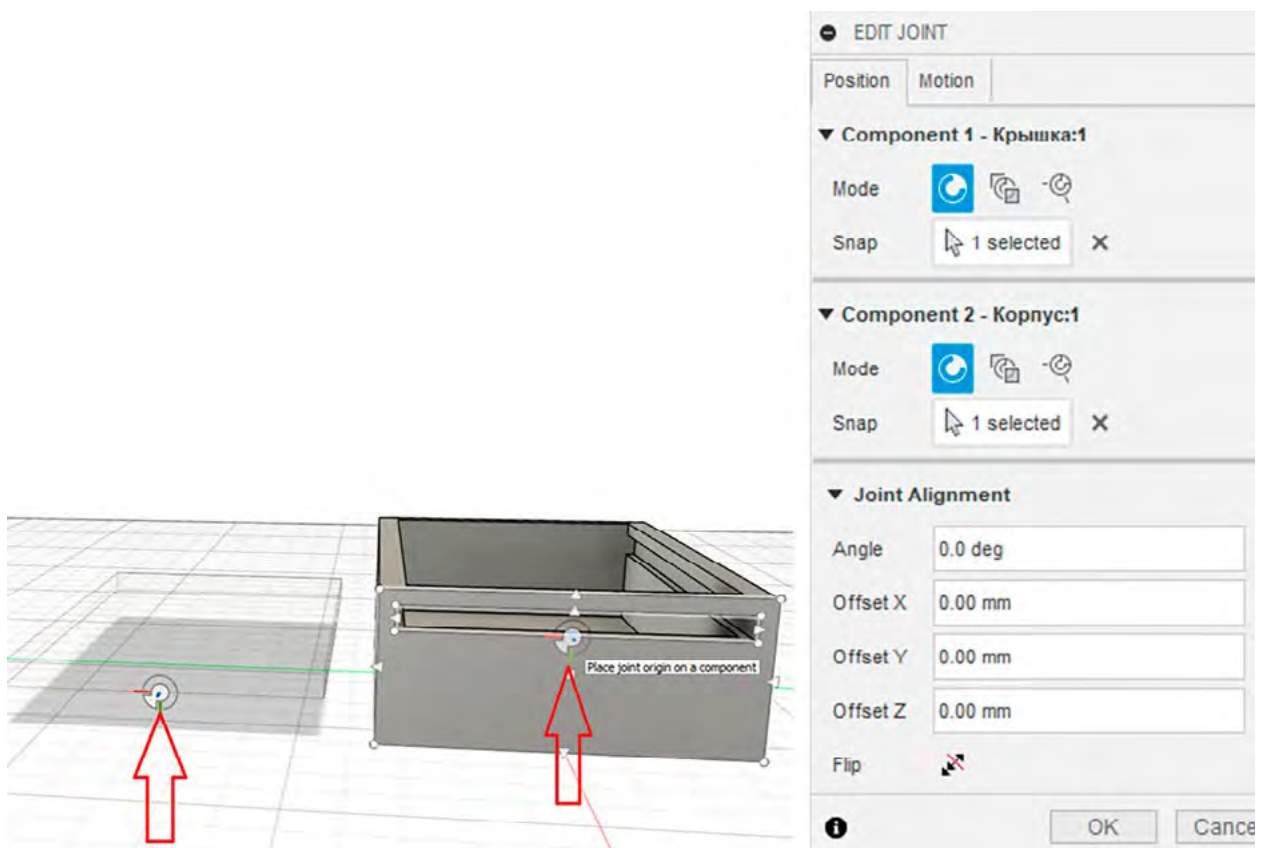 EDIT JOINT
Position Motion
Component 1 - Крышка:1
Mode
Snap 1 selected
Component 2 - Корпус:1
Mode
Snap 1 selected
Joint Alignment
Angle 0.0 deg
Offset X 0.00 mm
Offset Y 0.00 mm
Place joint origin on a component
Offset Z 0.00 mm
Flip
OK Cance